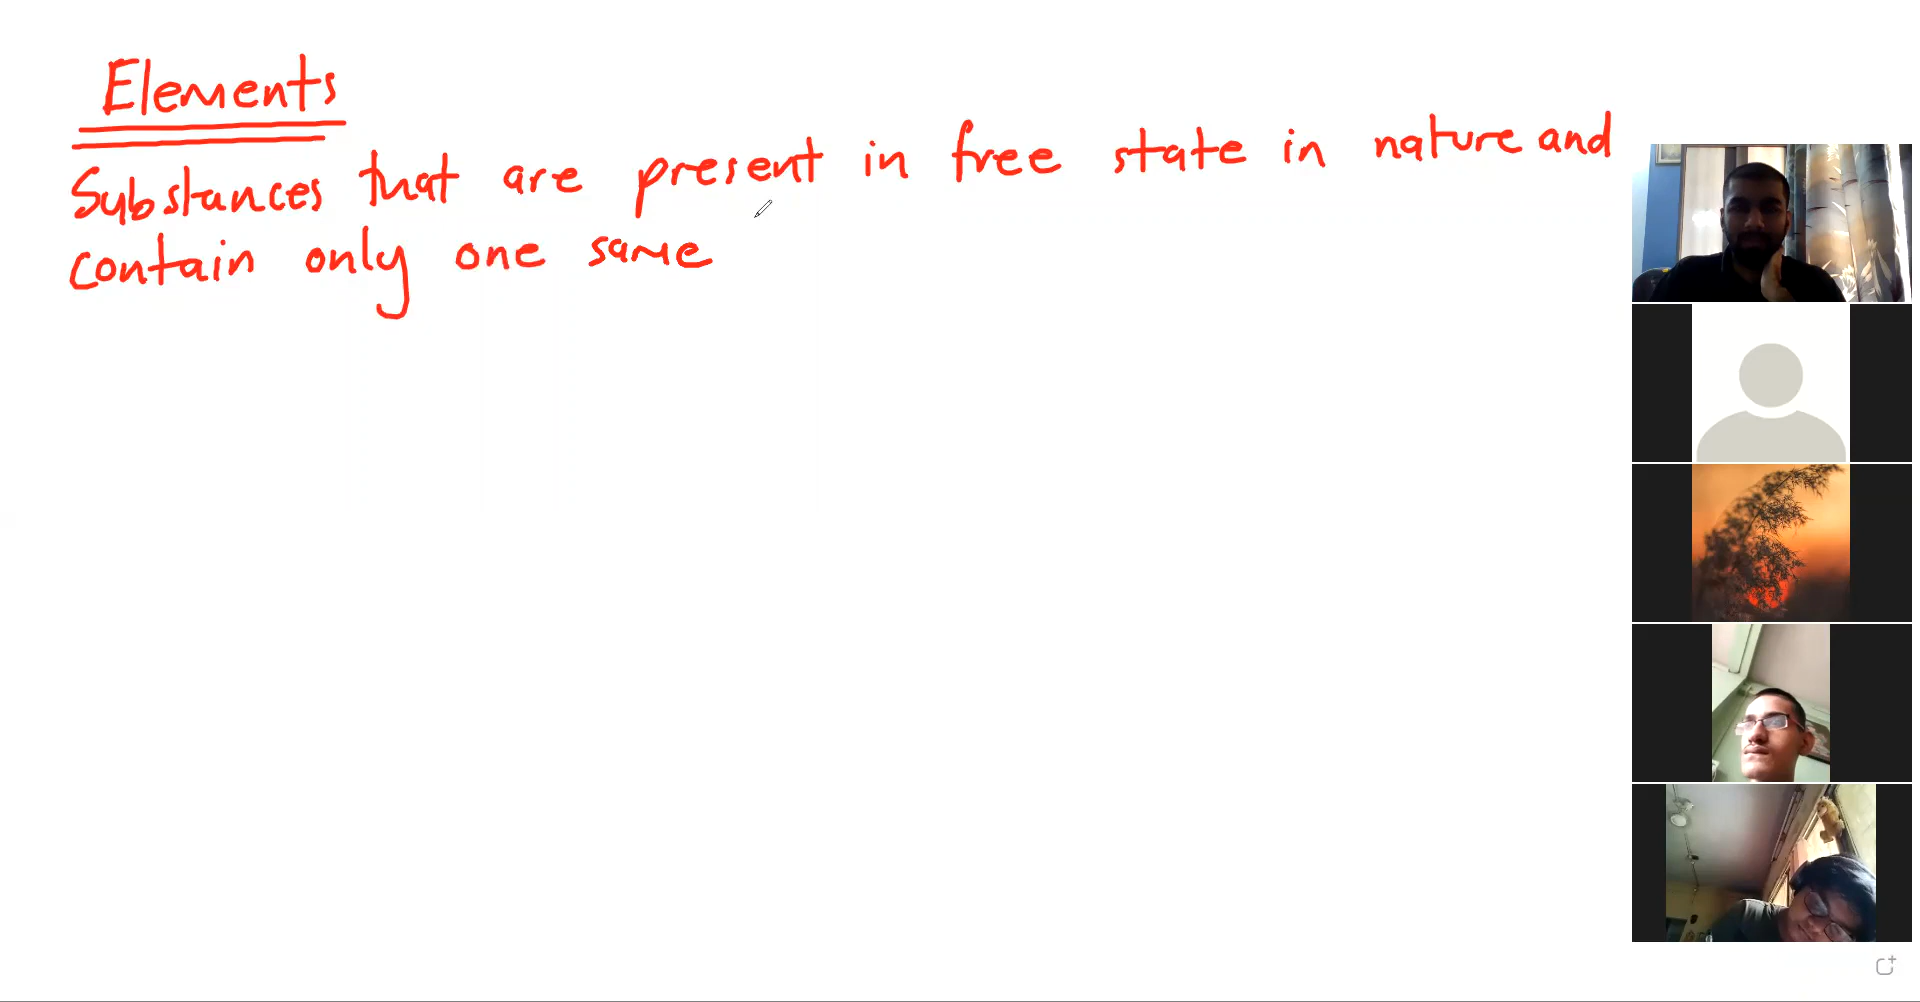 Elements
Substances that are present in free state in nature and
contain only one same